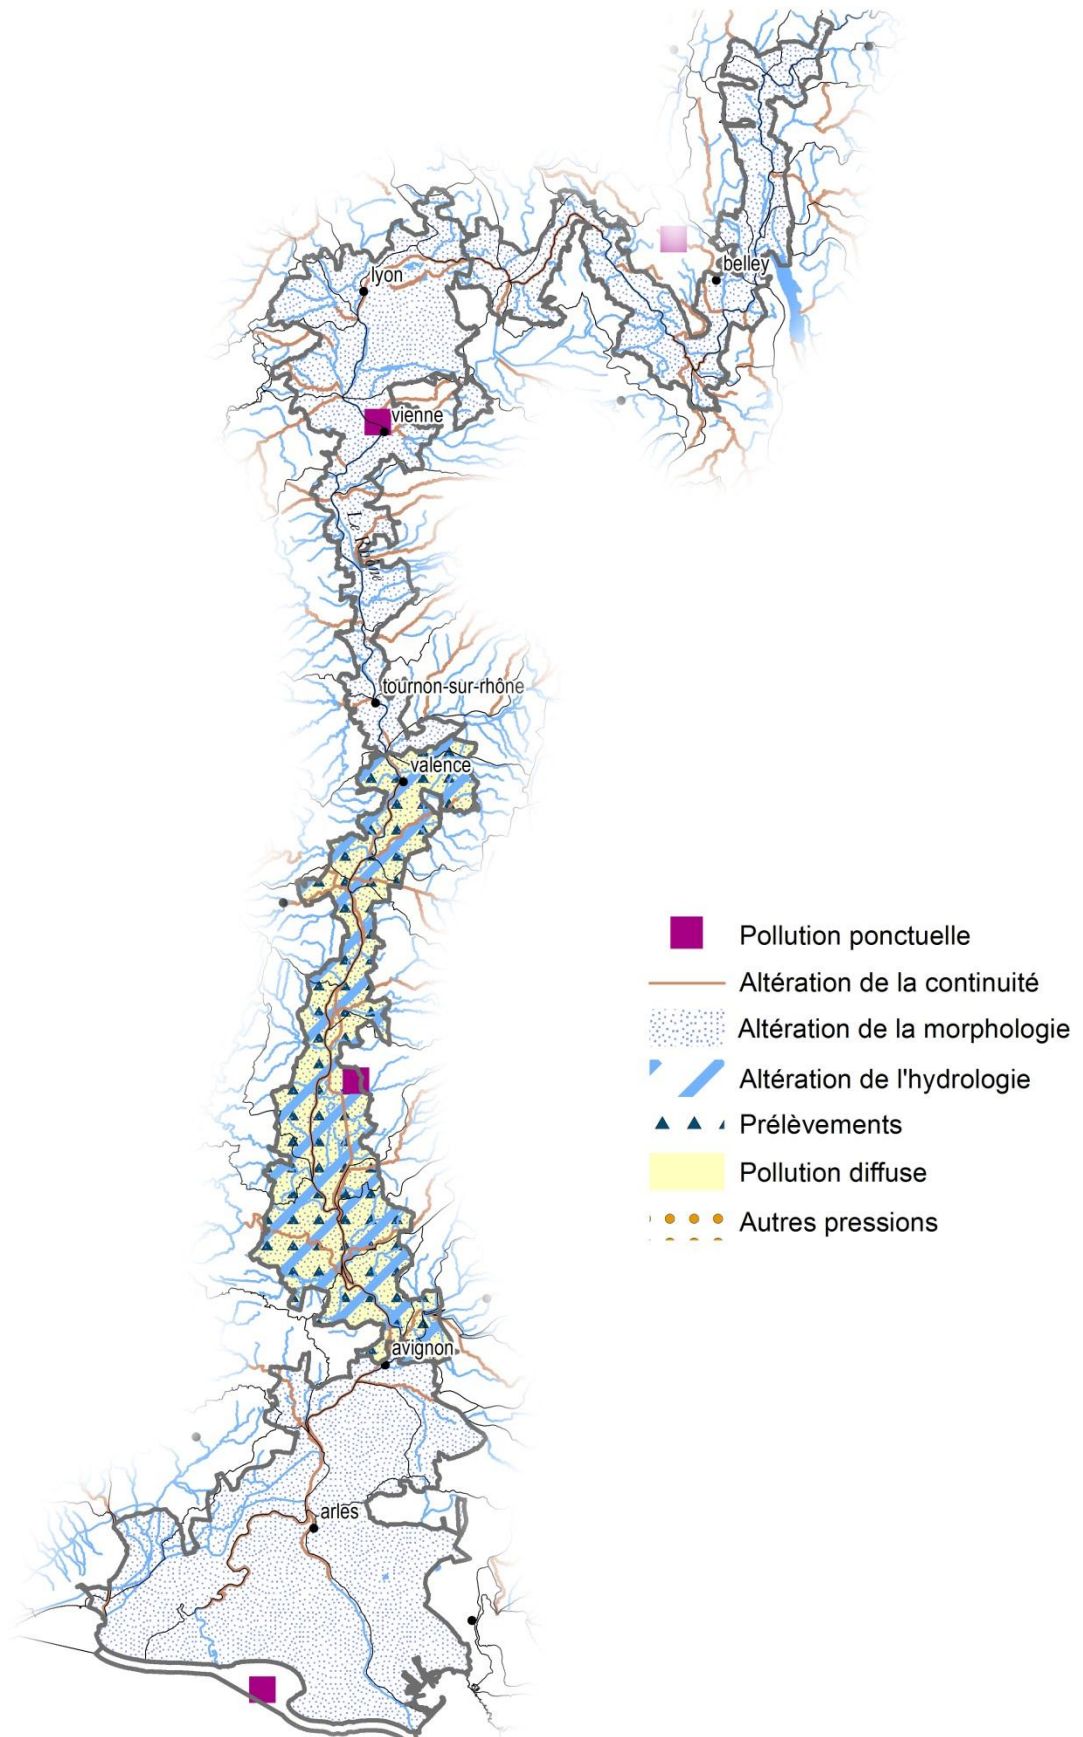 belley
lyon
vienne
Le Rhône
tournon-sur-rhône
valence
Pollution ponctuelle
Altération de la continuité
Altération de la morphologie
Altération de l'hydrologie
Prélèvements
Pollution diffuse
Autres pressions
avignon
arles